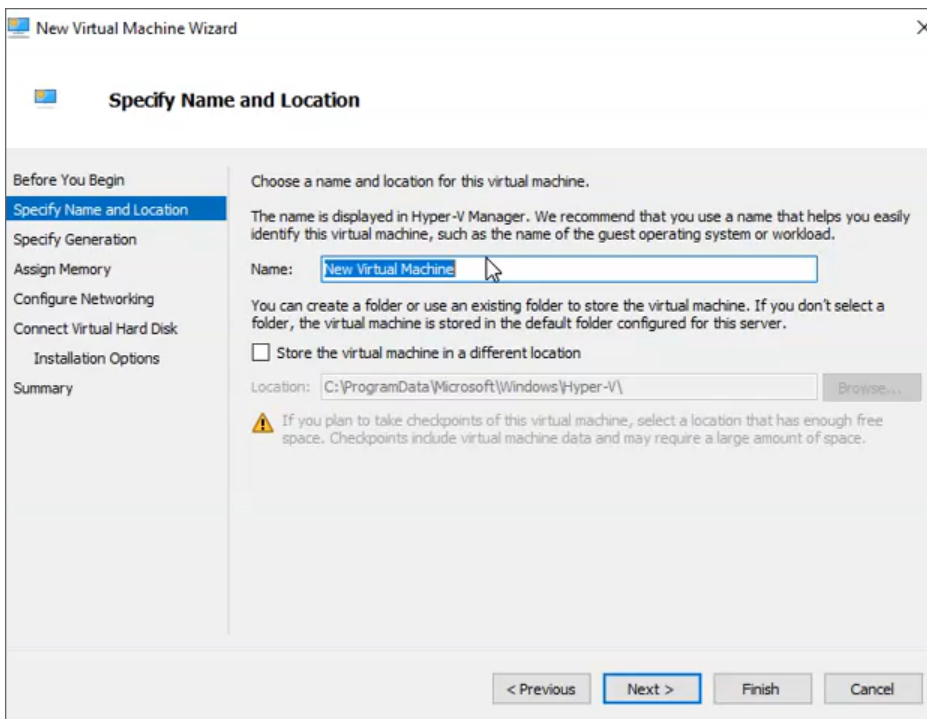 New Virtual Machine Wizard
Specify Name and Location
Before You Begin
Specify Name and Location
Specify Generation
Assign Memory
Configure Networking
Connect Virtual Hard Disk
Installation Options
Summary
Choose a name and location for this virtual machine.
The name is displayed in Hyper-V Manager. We recommend that you use a name that helps you easily
identify this virtual machine, such as the name of the guest operating system or workload.
Name: New Virtual Machine
You can create a folder or use an existing folder to store the virtual machine. If you don't select a
folder, the virtual machine is stored in the default folder configured for this server.
Store the virtual machine in a different location
Location: C:\ProgramData\Microsoft\Windows\Hyper-V\ Browse...
If you plan to take checkpoints of this virtual machine, select a location that has enough free
space. Checkpoints include virtual machine data and may require a large amount of space.
< Previous Next > Finish Cancel